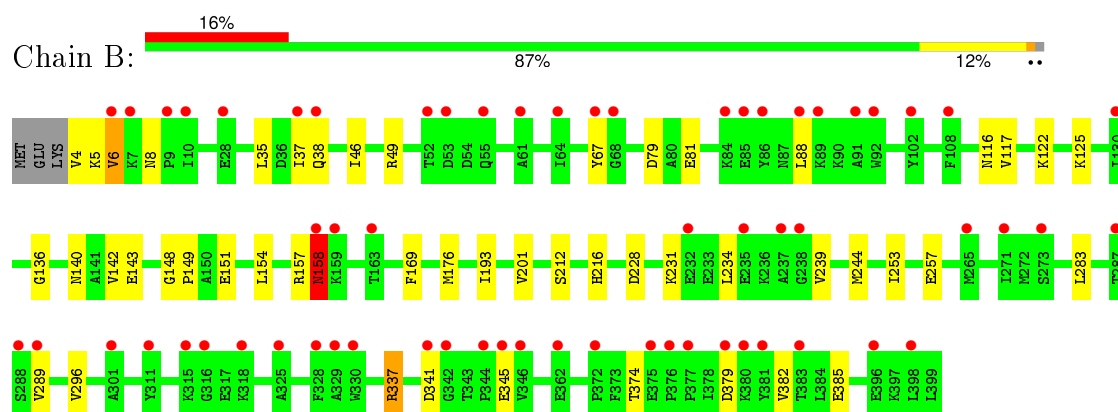 16%
Chain B:
87% 12% ••
MET GLU LYS V4 K5 V6 K7 N8 P9 I10 E28 L35 D36 I37 Q38 I46 R49 T52 D53 D54 Q55 A61 I64 Y67 G68 D79 A80 E81 K84 E85 Y86 N87 L88 K89 K90 A91 W92 Y102 F108 N116 V117 K122 K125
G136 N140 A141 V142 E143 G148 P149 A150 E151 L154 R157 N158 K159 T163 F169 M176 I193 V201 S212 H216 D228 K231 E232 E233 L234 E235 K236 A237 G238 V239 M244 I253 E257 M265 I271 M272 S273 L283
S288 V289 V296 A301 Y311 K315 G316 E317 K318 A325 F328 A329 W330 R337 D341 G342 T343 P344 E345 V346 E362 P372 F373 T374 E375 P376 P377 I378 D379 K380 Y381 V382 T383 L384 E385 E396 K397 L398 L399